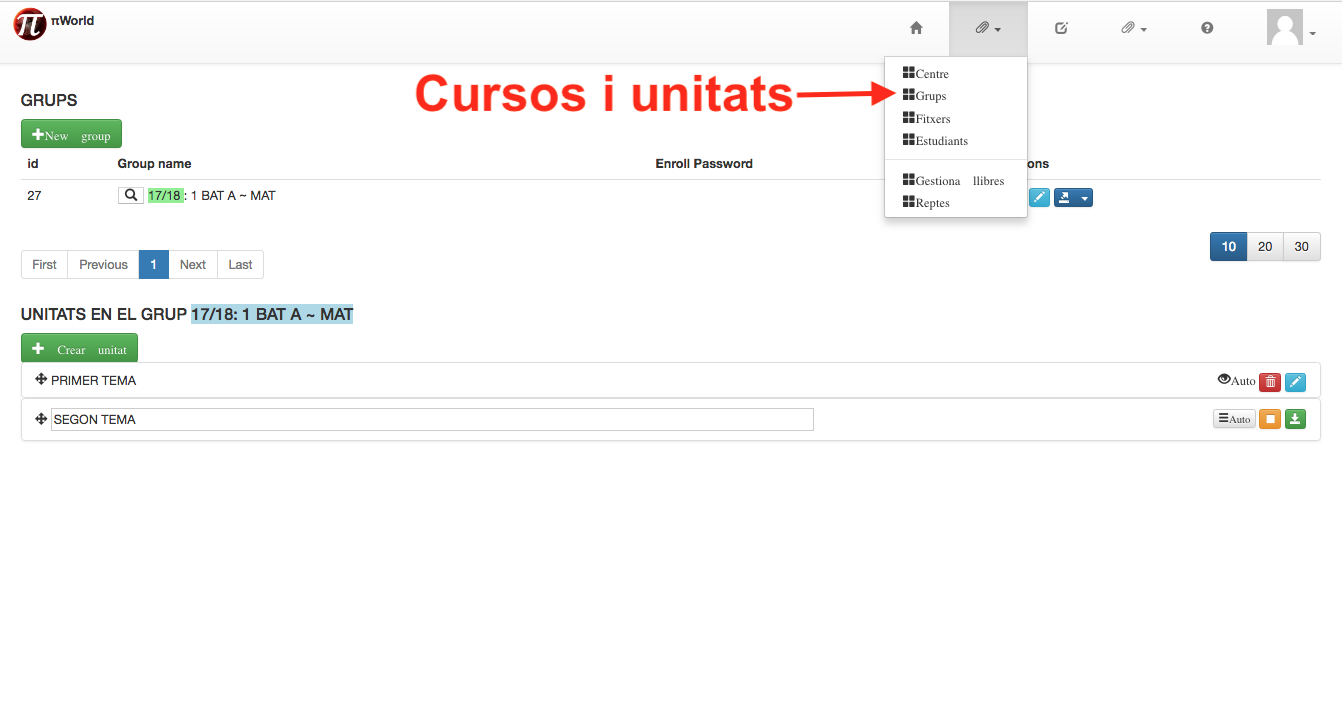 πWorld
Cursos i unitats
Centre
Grups
Fitxers
Estudiants
Gestiona llibres
Reptes
GRUPS
New group
id Group name Enroll Password ons
27 17/18 : 1 BAT A ~ MAT
10 20 30
First Previous 1 Next Last
UNITATS EN EL GRUP 17/18: 1 BAT A ~ MAT
Crear unitat
PRIMER TEMA Auto
SEGON TEMA Auto